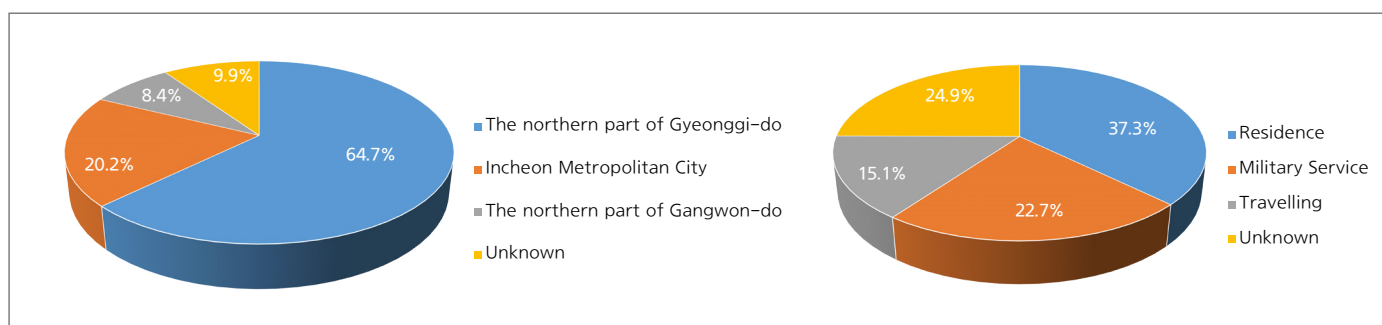 9.9%
8.4%
20.2%
64.7%
The northern part of Gyeonggi-do
Incheon Metropolitan City
The northern part of Gangwon-do
Unknown
24.9%
37.3%
15.1%
22.7%
Residence
Military Service
Travelling
Unknown